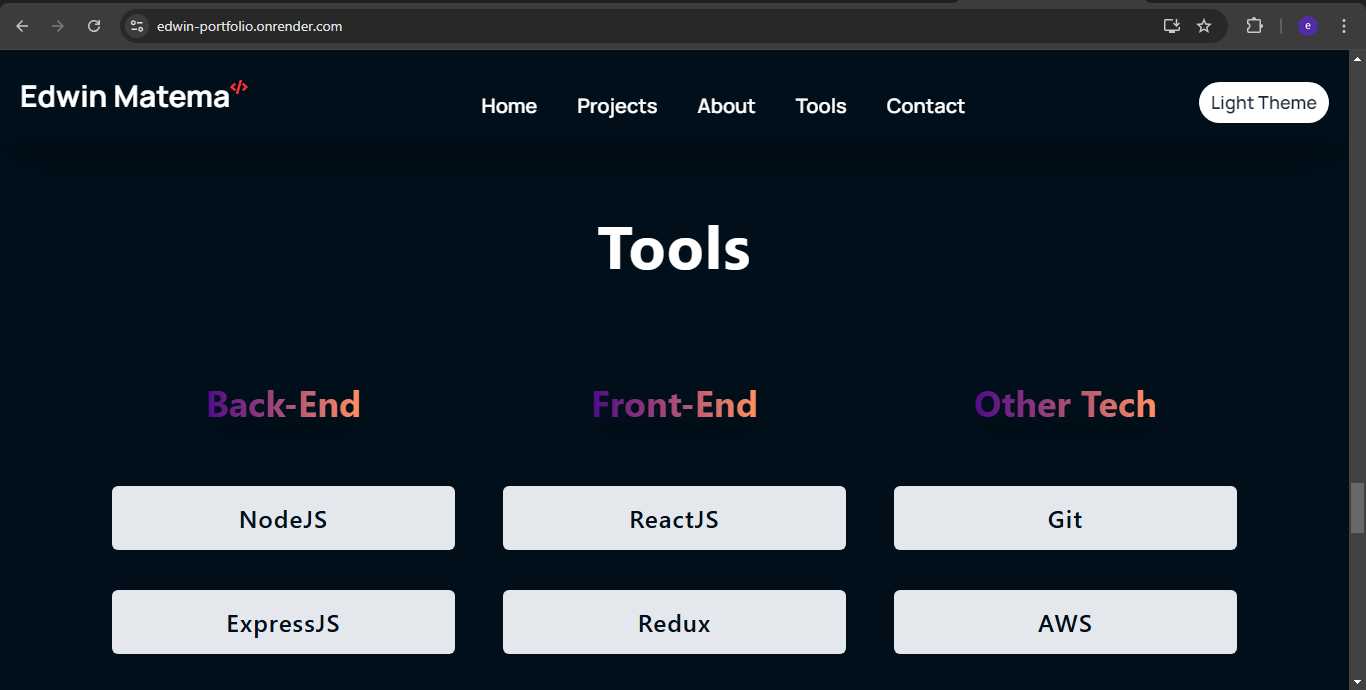 edwin-portfolio.onrender.com
e
Edwin Matema</>
Home Projects About Tools Contact
Light Theme
Tools
Back-End Front-End Other Tech
NodeJS ReactJS Git
ExpressJS Redux AWS